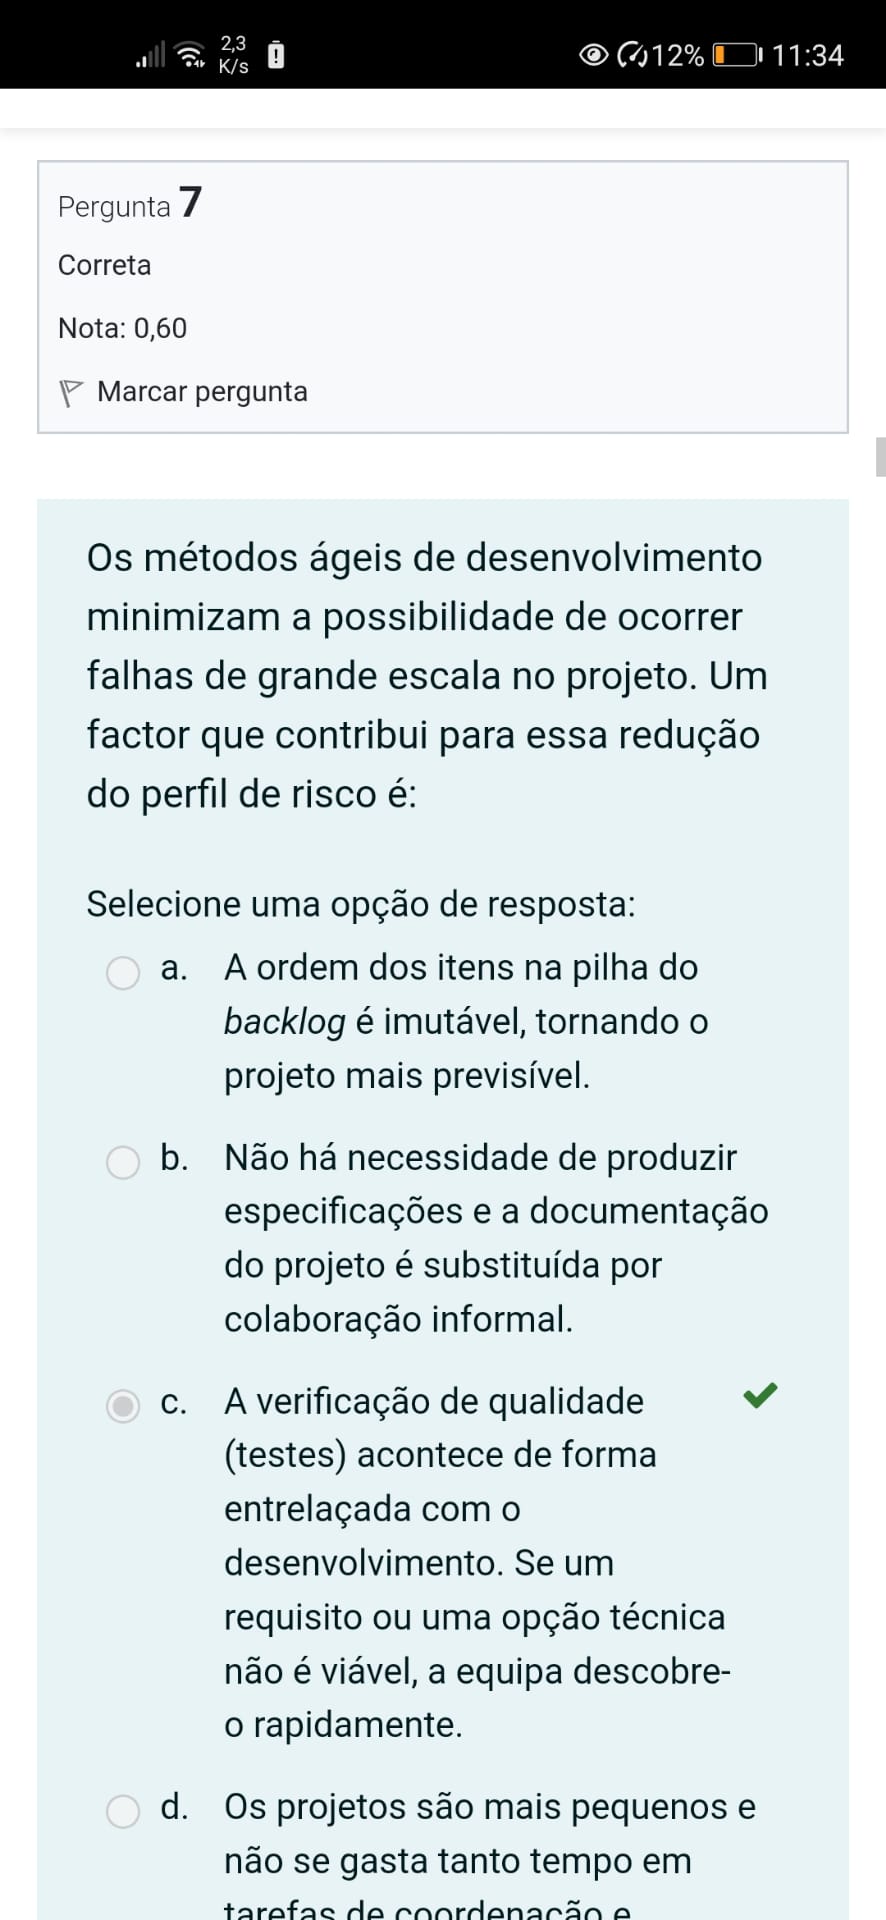 2,3
K/s
12%
11:34
Pergunta 7
Correta
Nota: 0,60
Marcar pergunta
Os métodos ágeis de desenvolvimento
minimizam a possibilidade de ocorrer
falhas de grande escala no projeto. Um
factor que contribui para essa redução
do perfil de risco é:
Selecione uma opção de resposta:
a. A ordem dos itens na pilha do
backlog é imutável, tornando o
projeto mais previsível.
b. Não há necessidade de produzir
especificações e a documentação
do projeto é substituída por
colaboração informal.
c. A verificação de qualidade
(testes) acontece de forma
entrelaçada com o
desenvolvimento. Se um
requisito ou uma opção técnica
não é viável, a equipa descobre-
o rapidamente.
d. Os projetos são mais pequenos e
não se gasta tanto tempo em
tarefas de coordenação e